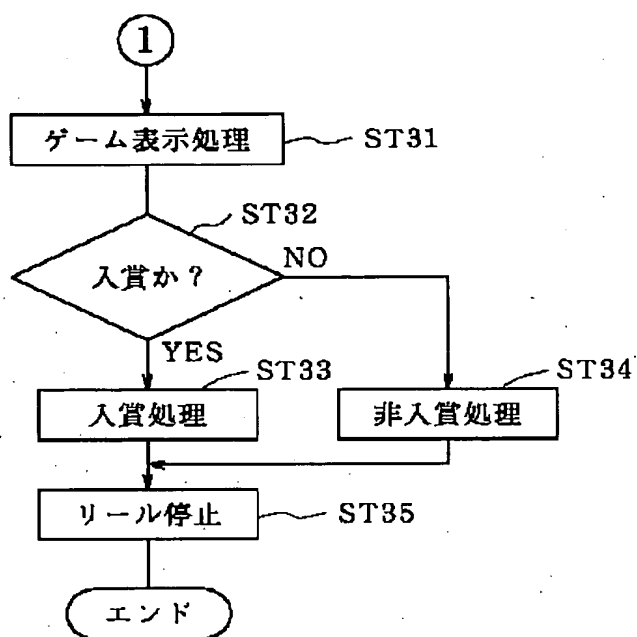 1
ゲーム表示処理 ST31
ST32
入賞か?
NO
YES
ST33
ST34
入賞処理
非入賞処理
リール停止 ST35
エンド